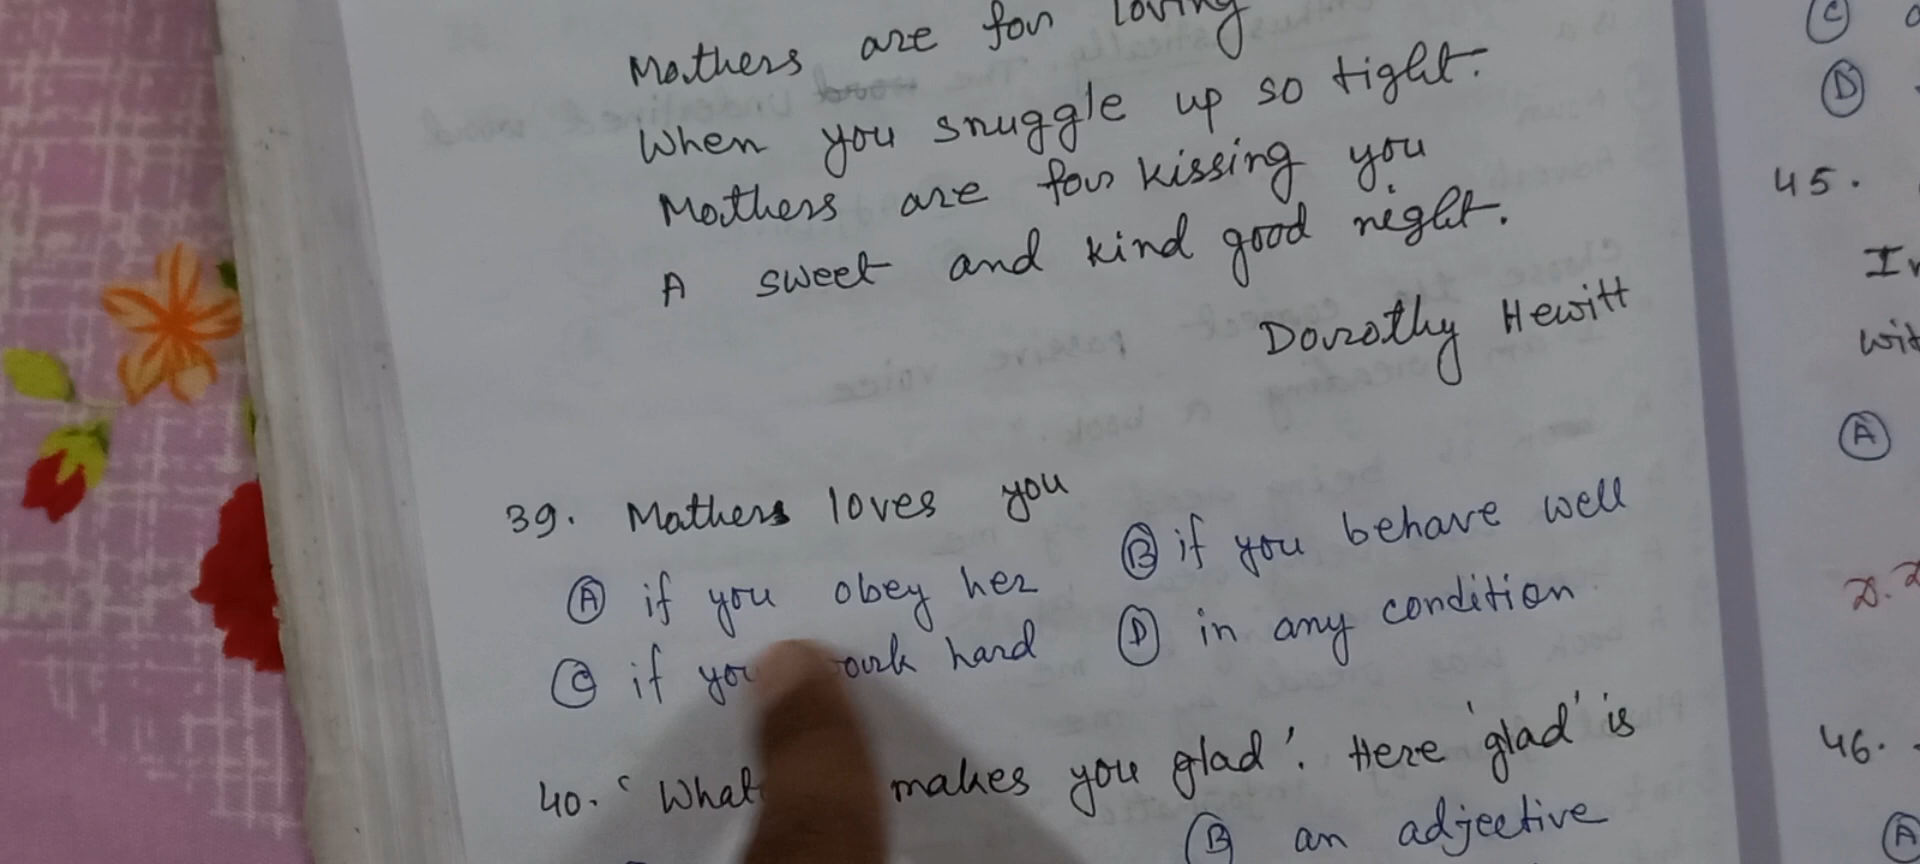 Mothers are for loving
When you snuggle up so tight.
Mothers are for kissing you
A sweet and kind good night.
Dorothy Hewitt
39. Mothers loves you
(A) if you obey her (B) if you behave well
(C) if you hard (D) in any condition
40. 'What makes you glad'. Here 'glad' is
(B) an adjective
(C)
(D)
45.
(A)
46.
(A)